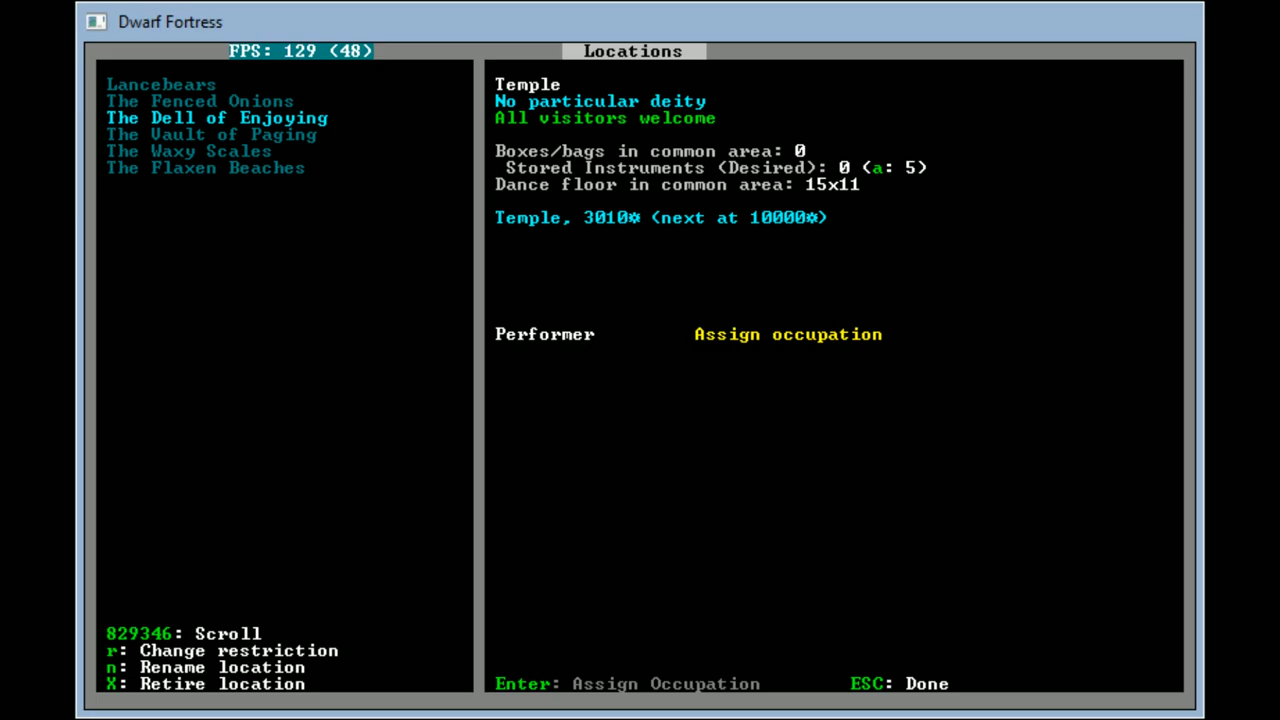 Dwarf Fortress
FPS: 129 (48)
Locations
Lancebears
The Fenced Onions
The Dell of Enjoying
The Vault of Paging
The Waxy Scales
The Flaxen Beaches
829346: Scroll
r: Change restriction
n: Rename location
X: Retire location
Temple
No particular deity
All visitors welcome
Boxes/bags in common area: 0
Stored Instruments (Desired): 0 (a: 5)
Dance floor in common area: 15x11
Temple, 3010☼ (next at 10000☼)
Performer Assign occupation
Enter: Assign Occupation ESC: Done